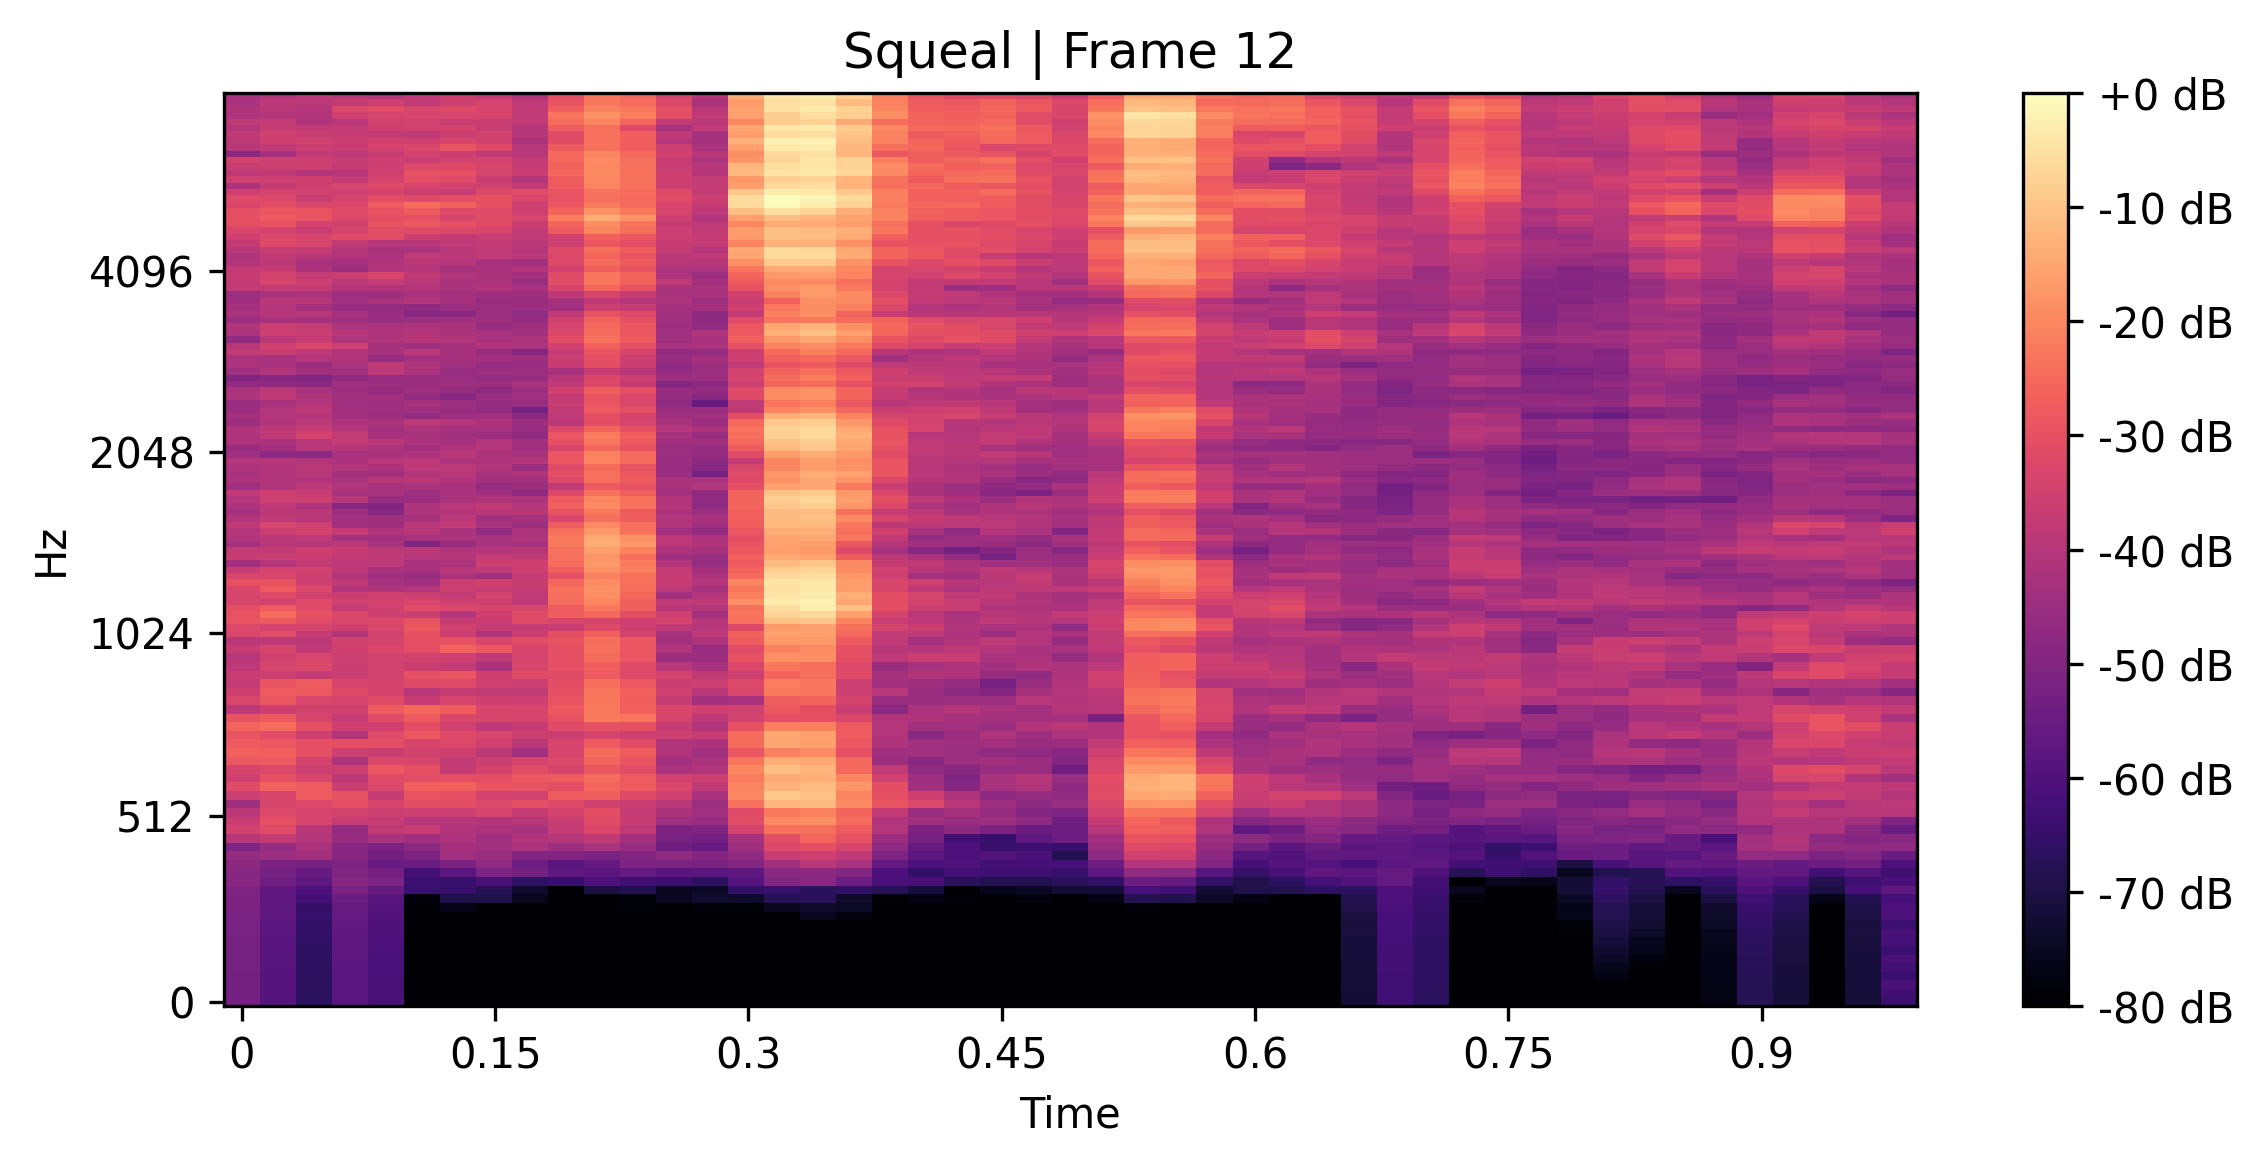 Squeal | Frame 12
Hz
4096
2048
1024
512
0
0 0.15 0.3 0.45 0.6 0.75 0.9
Time
+0 dB
-10 dB
-20 dB
-30 dB
-40 dB
-50 dB
-60 dB
-70 dB
-80 dB